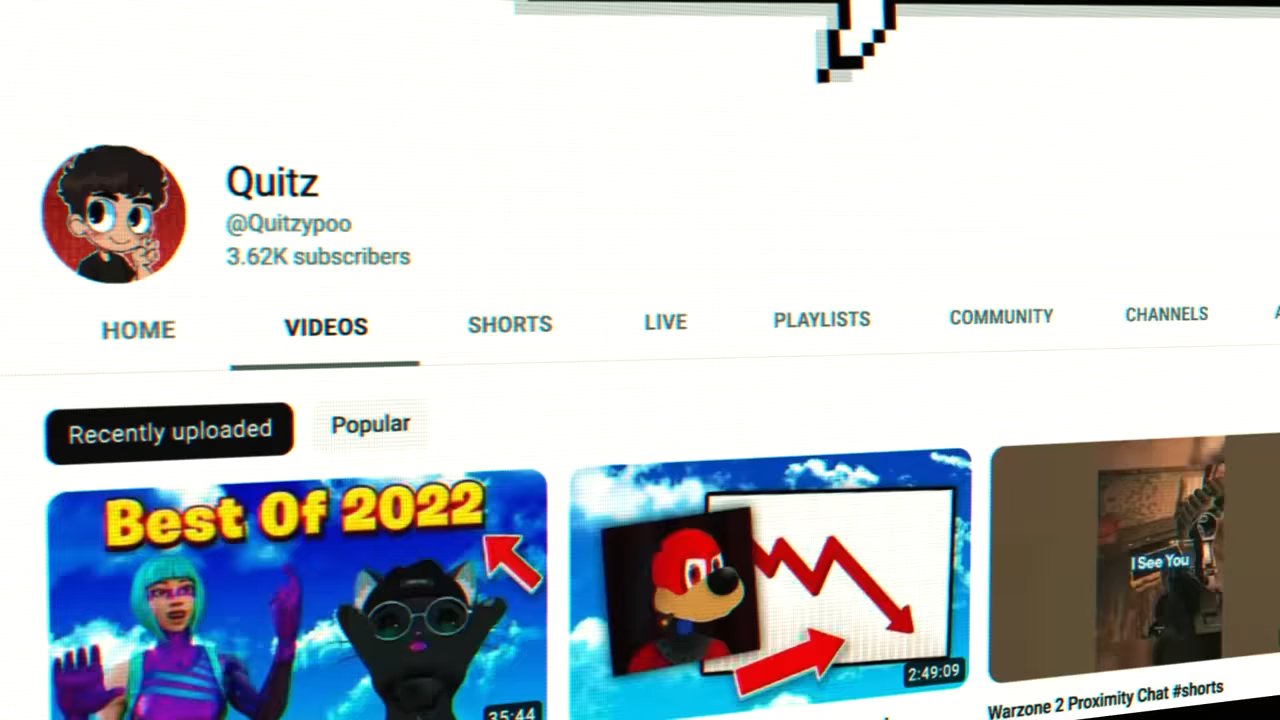 Quitz
@Quitzypoo
3.62K subscribers
HOME VIDEOS SHORTS LIVE PLAYLISTS COMMUNITY CHANNELS
Recently uploaded Popular
Best Of 2022
I See You
35:44
2:49:09
Warzone 2 Proximity Chat #shorts